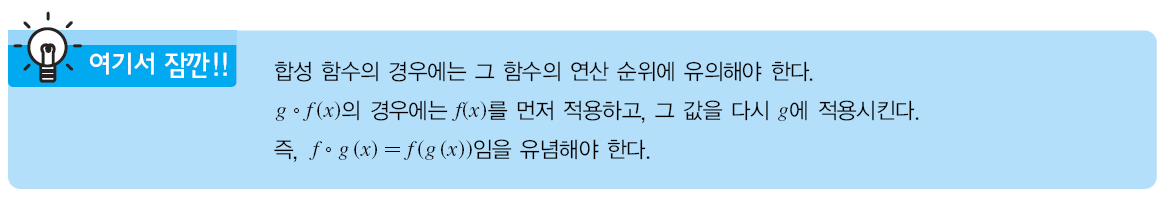 여기서 잠깐!!
합성 함수의 경우에는 그 함수의 연산 순위에 유의해야 한다.
g∘f(x)의 경우에는 f(x)를 먼저 적용하고, 그 값을 다시 g에 적용시킨다.
즉, f∘g(x)=f(g(x))임을 유념해야 한다.